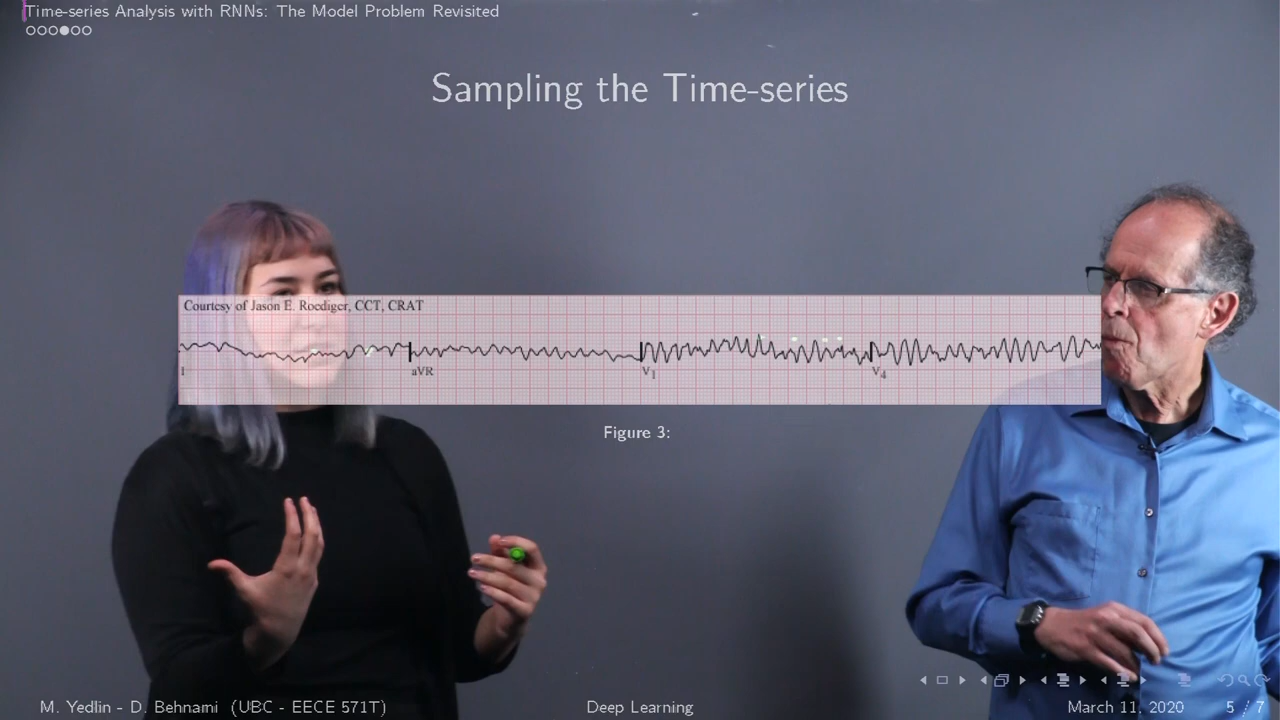 Time-series Analysis with RNNs: The Model Problem Revisited
Sampling the Time-series
Courtesy of Jason E. Roediger, CCT, CRAT
I
aVR
V1
V4
Figure 3:
M. Yedlin - D. Behnami (UBC - EECE 571T)
Deep Learning
March 11, 2020
5 / 7